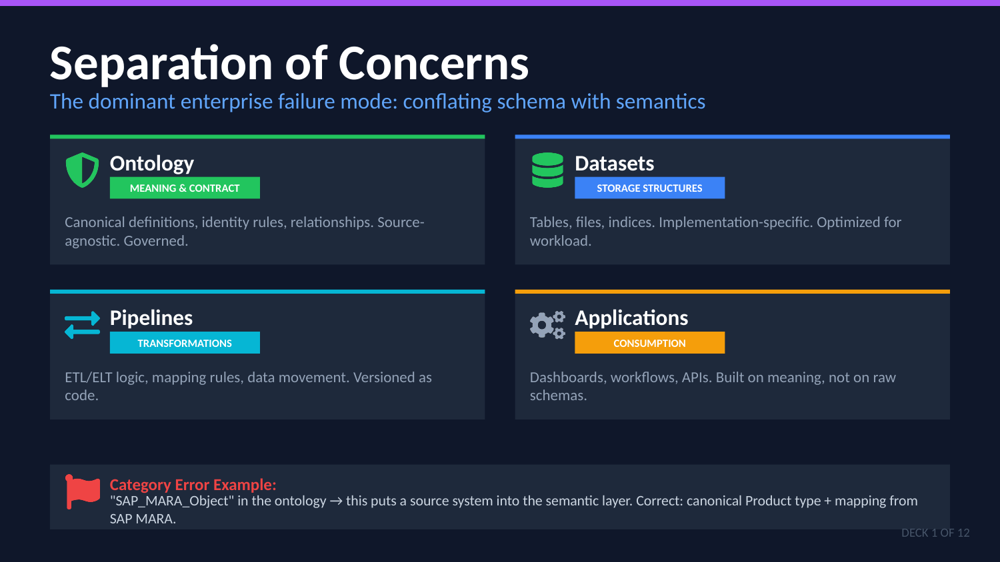 Separation of Concerns
The dominant enterprise failure mode: conflating schema with semantics
Ontology
MEANING & CONTRACT
Canonical definitions, identity rules, relationships. Source-
agnostic. Governed.
Datasets
STORAGE STRUCTURES
Tables, files, indices. Implementation-specific. Optimized for
workload.
Pipelines
TRANSFORMATIONS
ETL/ELT logic, mapping rules, data movement. Versioned as
code.
Applications
CONSUMPTION
Dashboards, workflows, APIs. Built on meaning, not on raw
schemas.
Category Error Example:
"SAP_MARA_Object" in the ontology → this puts a source system into the semantic layer. Correct: canonical Product type + mapping from
SAP MARA.
DECK 1 OF 12